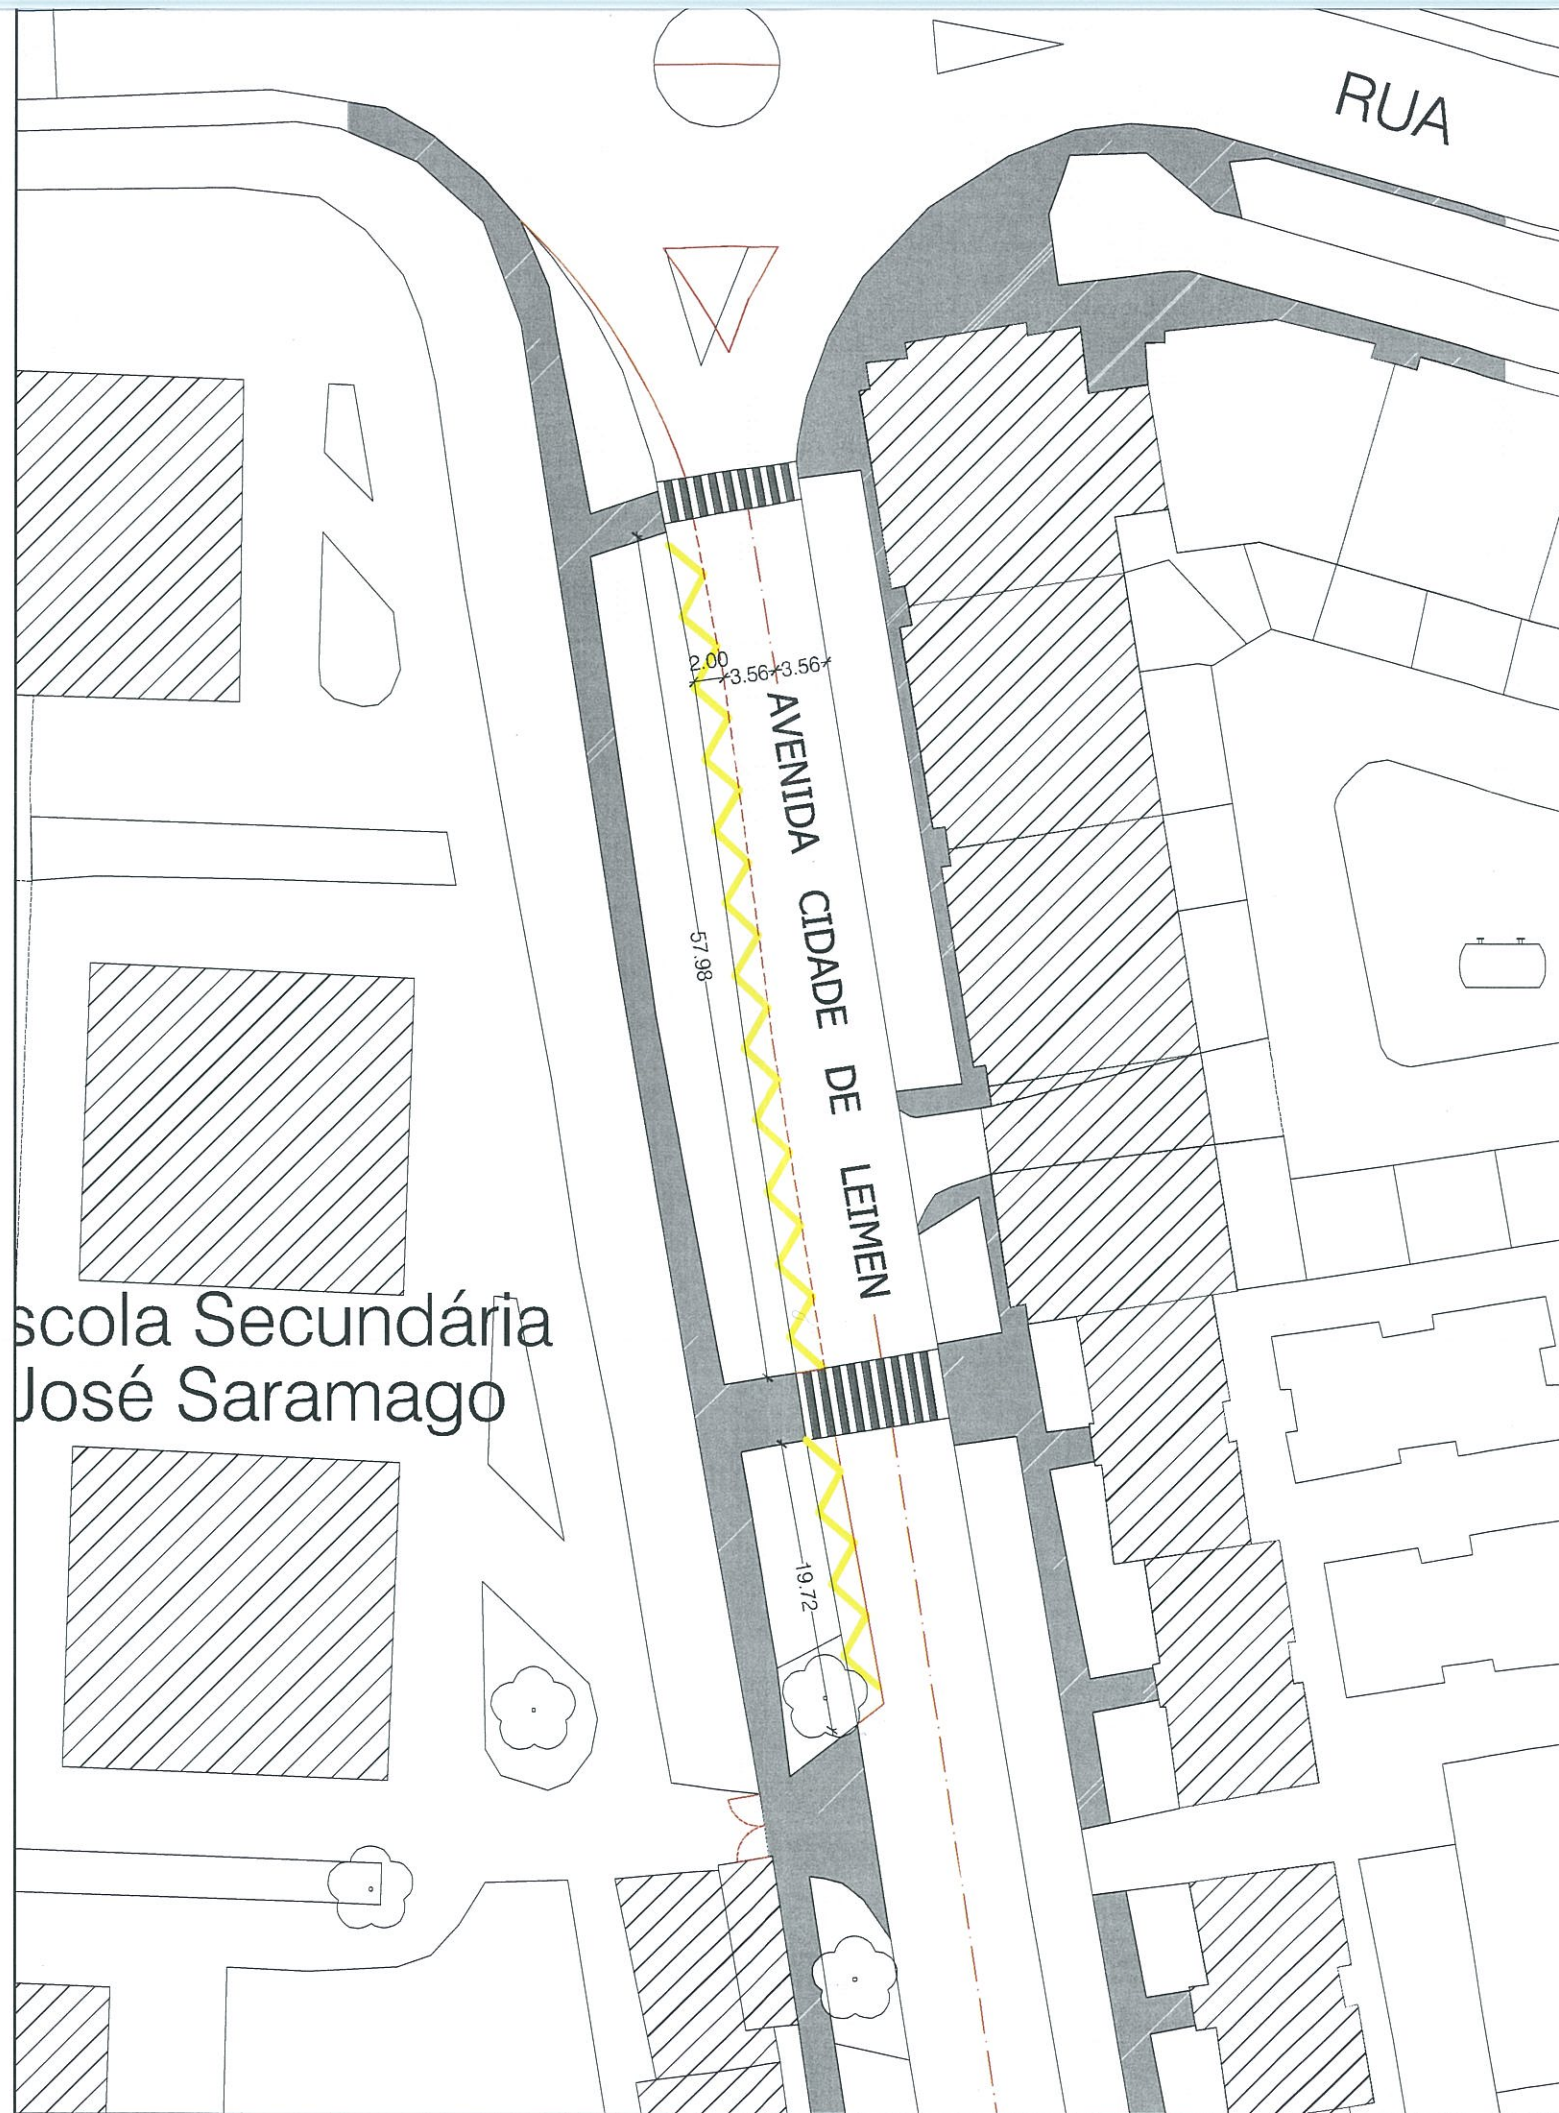 RUA
2.00
3.56
3.56
AVENIDA CIDADE DE LEIMEN
57.98
scola Secundária
José Saramago
19.72